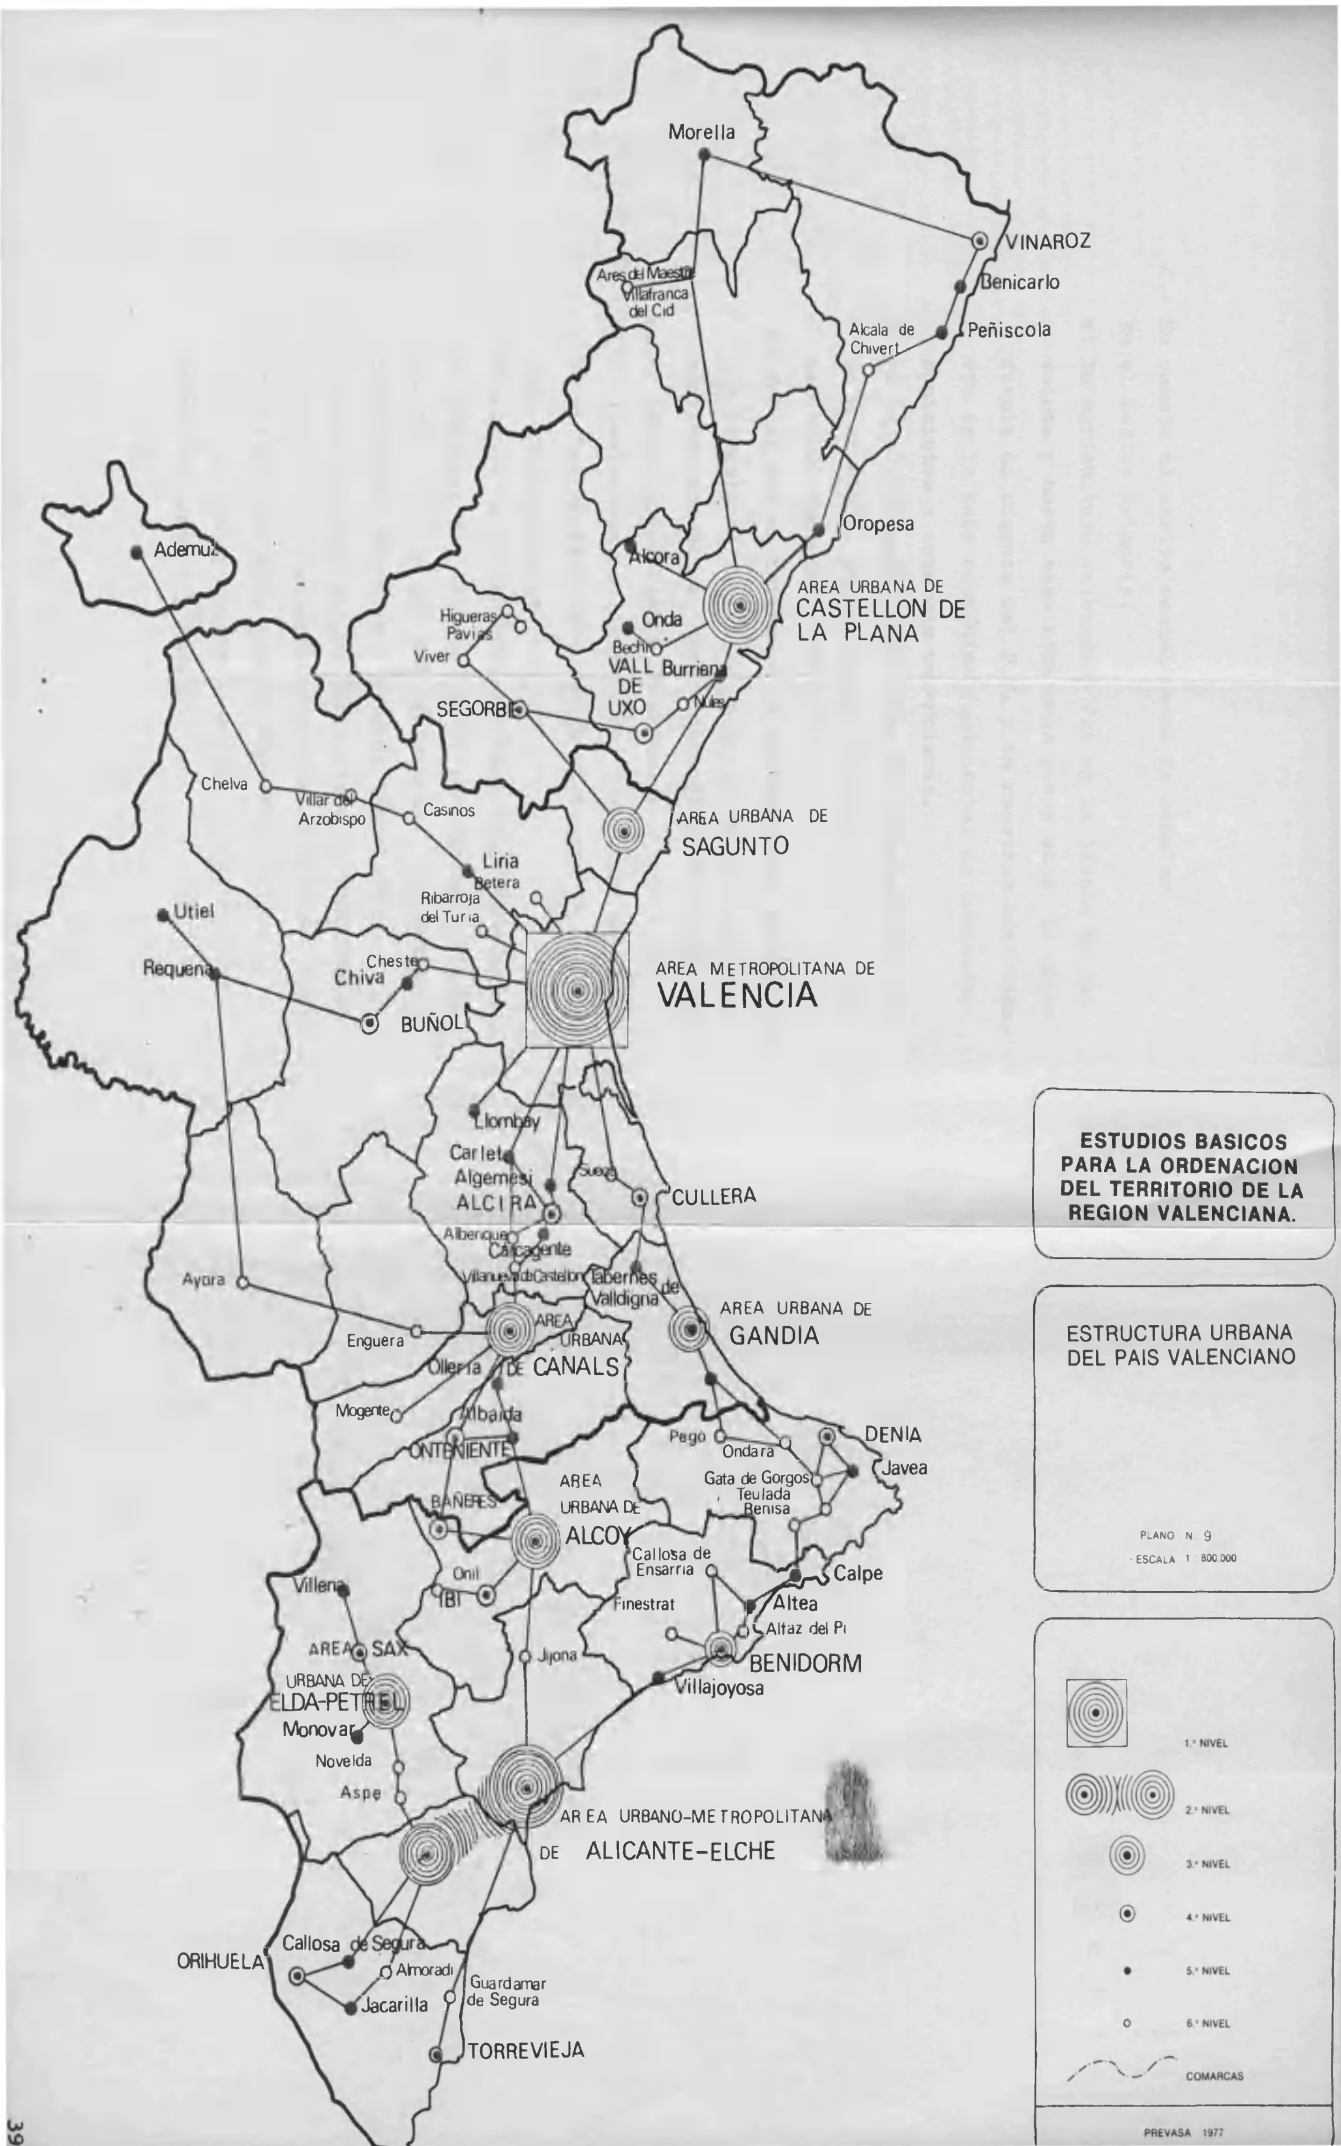 Morella
VINAROZ
Ares del Maestre
Villafranca
del Cid
Benicarlo
Alcala de
Chivert
Peñiscola
Oropesa
Ademuz
Alcora
AREA URBANA DE
CASTELLON DE
LA PLANA
Higueras
Pavias
Onda
Bechi
Viver
VALL
DE
UXO
Burriana
Nules
SEGORBE
Chelva
Villar del
Arzobispo
Casinos
AREA URBANA DE
SAGUNTO
Liria
Betera
Ribarroja
del Turia
Utiel
Requena
Cheste
Chiva
BUÑOL
AREA METROPOLITANA DE
VALENCIA
Llombay
Carlet
Algemesi
ALCIRA
Sueca
CULLERA
Alberique
Carcagente
Villanueva de Castellon
Tabernes
de
Valldigna
Ayora
Enguera
AREA
URBANA
DE CANALS
AREA URBANA DE
GANDIA
Olleria
Mogente
Albaida
ONTENIENTE
Pego
Ondara
DENIA
Javea
Gata de Gorgos
Teulada
Benisa
BAÑERES
AREA
URBANA DE
ALCOY
Onil
IBI
Callosa de
Ensarria
Calpe
Altea
Finestrat
Altaz del Pi
BENIDORM
Villajoyosa
Villena
Jijona
SAX
AREA
URBANA DE
ELDA-PETREL
Monovar
Novelda
Aspe
AREA URBANO-METROPOLITANA
DE ALICANTE-ELCHE
Callosa de Segura
ORIHUELA
Almoradi
Jacarilla
Guardamar
de Segura
TORREVIEJA
ESTUDIOS BASICOS
PARA LA ORDENACION
DEL TERRITORIO DE LA
REGION VALENCIANA.
ESTRUCTURA URBANA
DEL PAIS VALENCIANO
PLANO N. 9
ESCALA 1:800.000
1.º NIVEL
2.º NIVEL
3.º NIVEL
4.º NIVEL
5.º NIVEL
6.º NIVEL
COMARCAS
PREVASA 1977
39